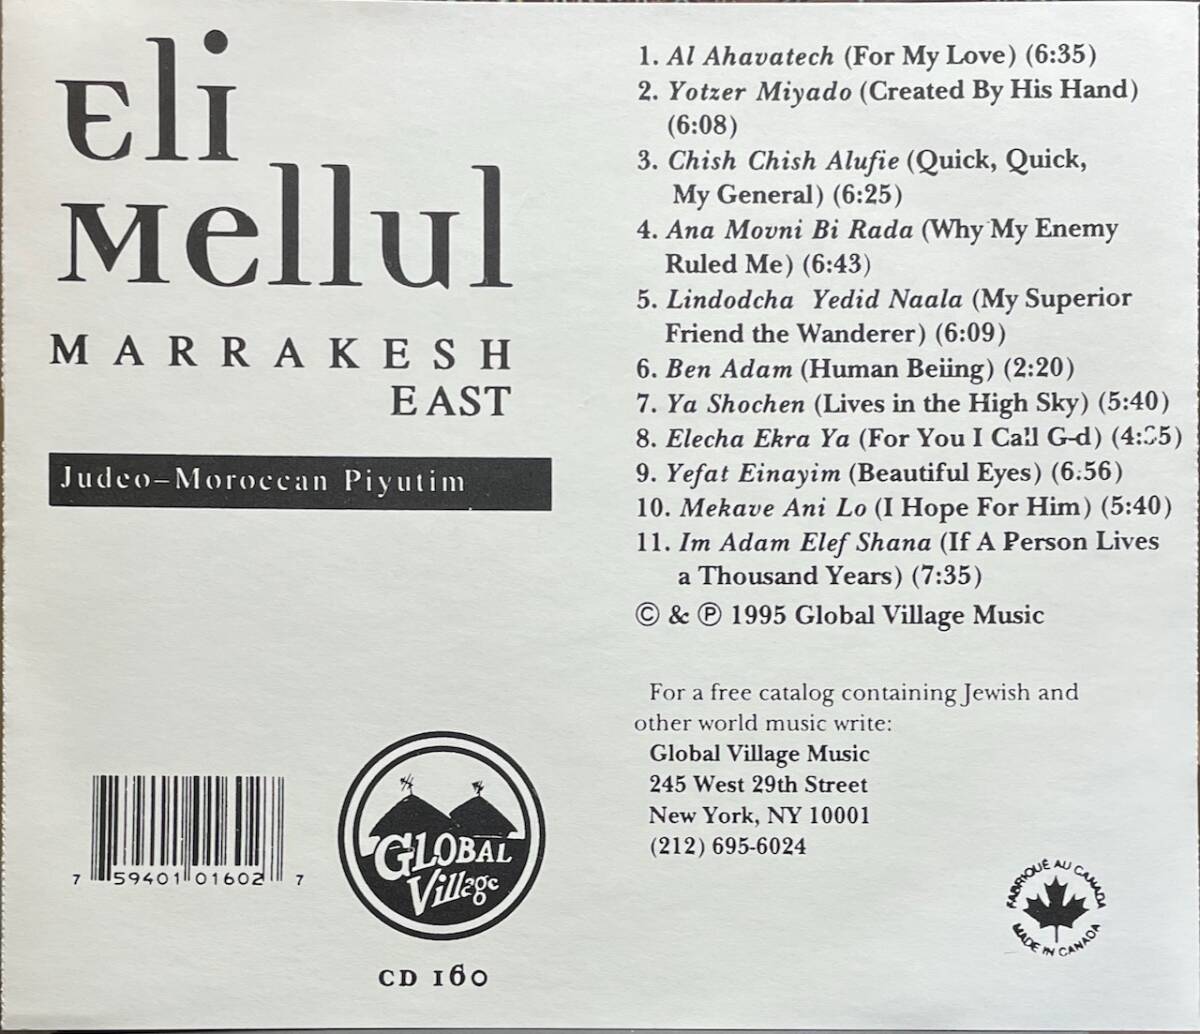 Eli
Mellul
MARRAKESH
EAST
Judeo-Moroccan Piyutim
1. Al Ahavatech (For My Love) (6:35)
2. Yotzer Miyado (Created By His Hand)
(6:08)
3. Chish Chish Alufie (Quick, Quick,
My General) (6:25)
4. Ana Movni Bi Rada (Why My Enemy
Ruled Me) (6:43)
5. Lindodcha Yedid Naala (My Superior
Friend the Wanderer) (6:09)
6. Ben Adam (Human Beiing) (2:20)
7. Ya Shochen (Lives in the High Sky) (5:40)
8. Elecha Ekra Ya (For You I Call G-d)
9. Yefat Einayim (Beautiful Eyes) (6:56)
10. Mekave Ani Lo (I Hope For Him) (5:40)
11. Im Adam Elef Shana (If A Person Lives
a Thousand Years) (7:35)
© & ℗ 1995 Global Village Music
For a free catalog containing Jewish and
other world music write:
Global Village Music
245 West 29th Street
New York, NY 10001
(212) 695-6024
7 59401 01602 7
GLOBAL
Village
CD 160
FABRIQUÉ AU CANADA
MADE IN CANADA